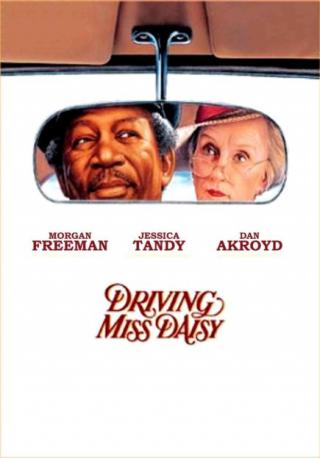 MORGAN JESSICA DAN
FREEMAN TANDY AKROYD
DRIVING
MISS DAISY